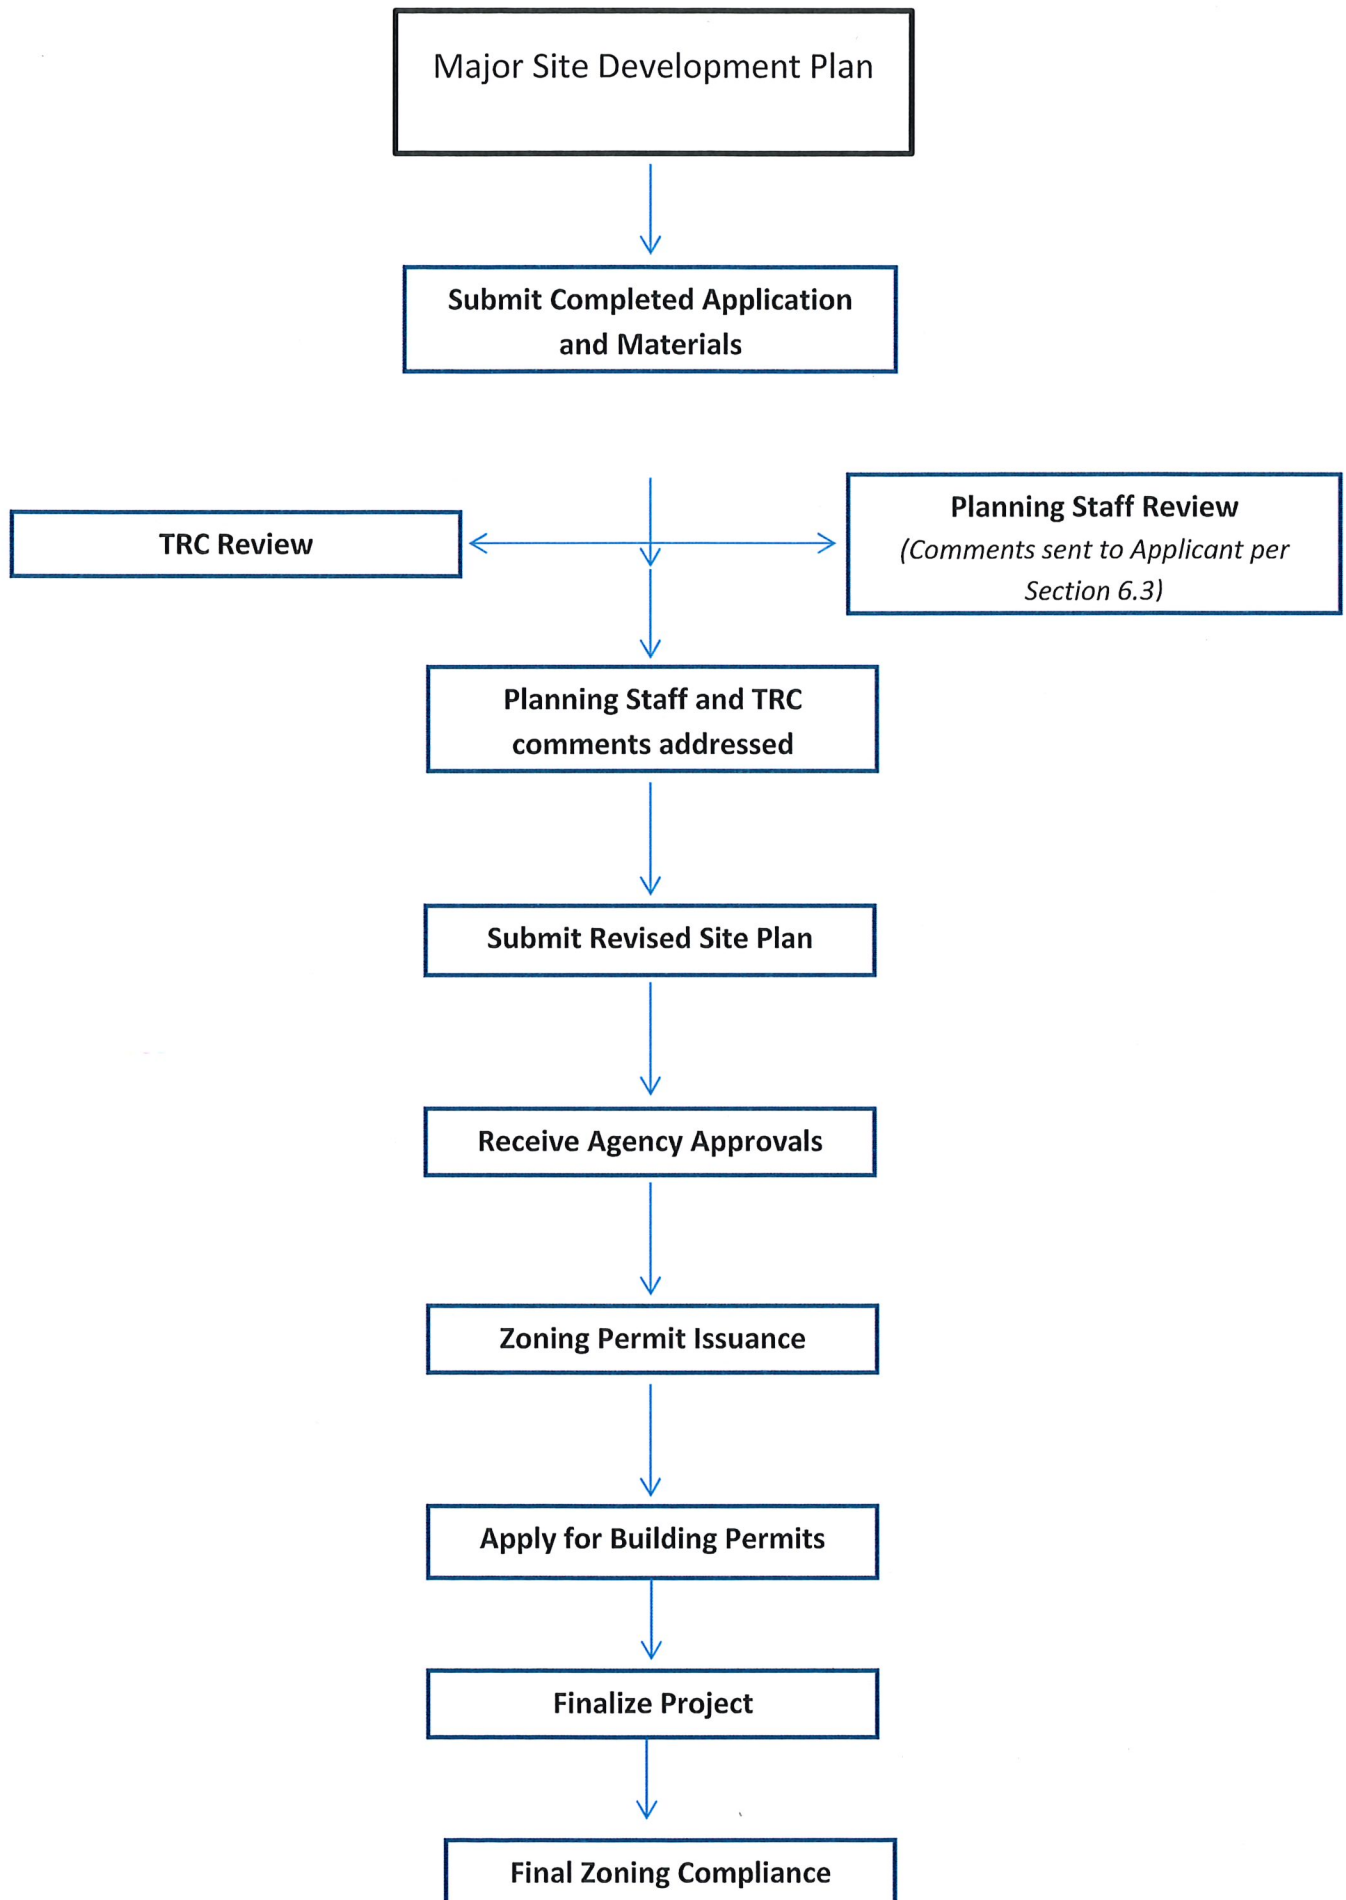 Major Site Development Plan
Submit Completed Application
and Materials
TRC Review
Planning Staff Review
(Comments sent to Applicant per
Section 6.3)
Planning Staff and TRC
comments addressed
Submit Revised Site Plan
Receive Agency Approvals
Zoning Permit Issuance
Apply for Building Permits
Finalize Project
Final Zoning Compliance